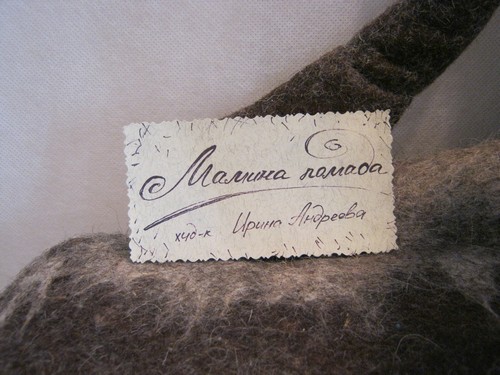 Мамина помада
худ-к Ирина Андреева